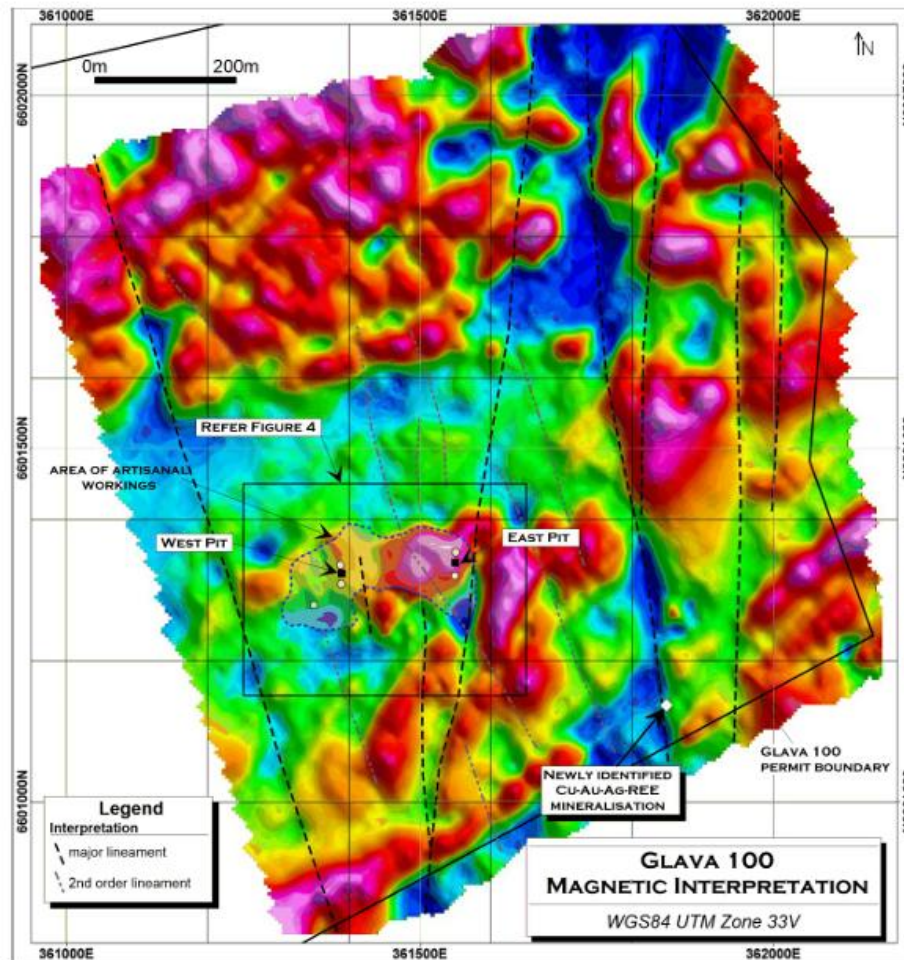 361000E
361500E
362000E
N
0m
200m
6602000N
REFER FIGURE 4
6601500N
AREA OF ARTISANAL
WORKINGS
WEST PIT
EAST PIT
GLAVA 100
PERMIT BOUNDARY
NEWLY IDENTIFIED
CU-AU-AG-REE
MINERALISATION
6601000N
Legend
Interpretation
major lineament
2nd order lineament
GLAVA 100
MAGNETIC INTERPRETATION
WGS84 UTM Zone 33V
361000E
361500E
362000E